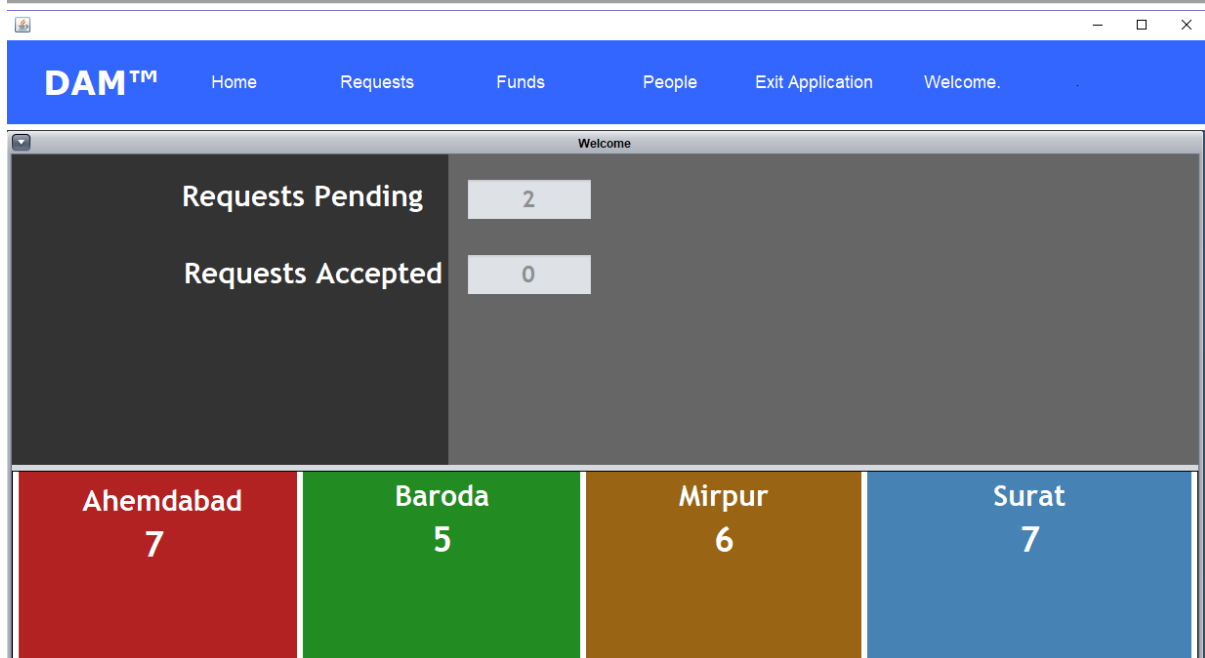 DAM™ Home Requests Funds People Exit Application Welcome.
Welcome
Requests Pending 2
Requests Accepted 0
Ahemdabad Baroda Mirpur Surat
7 5 6 7